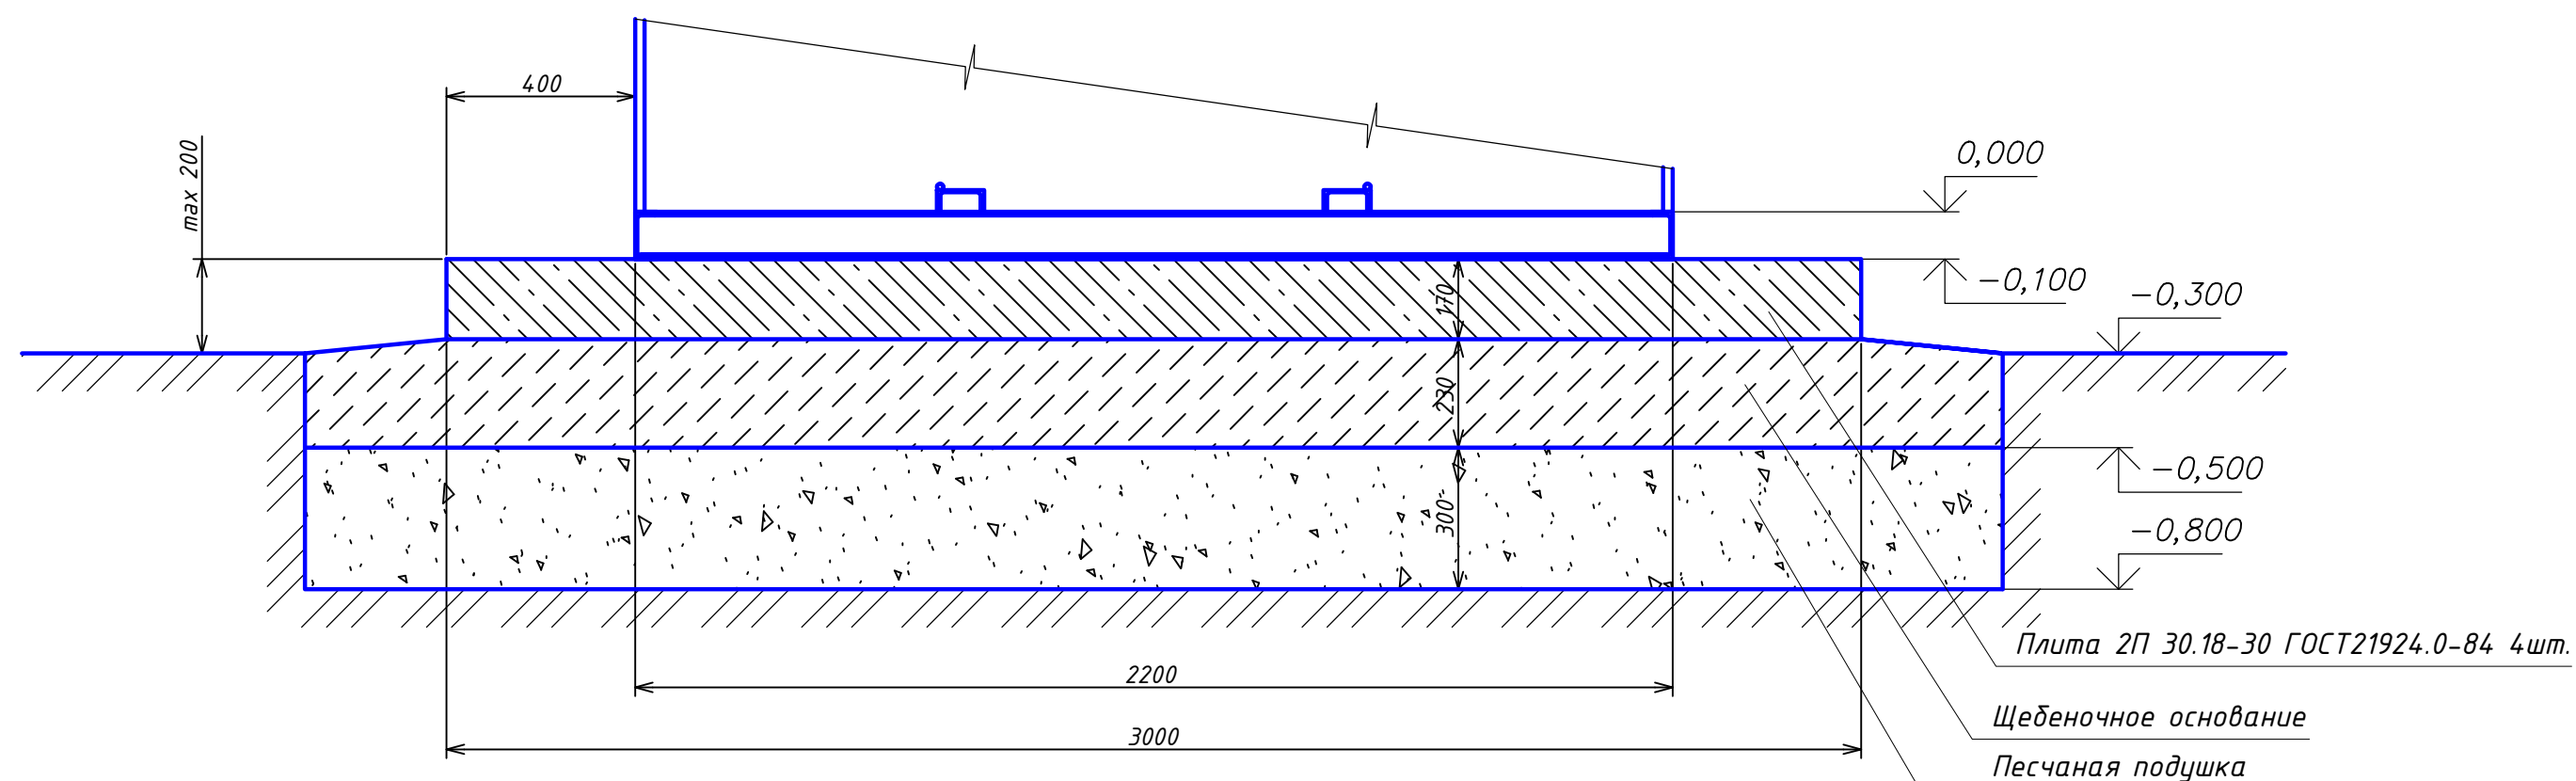 400
max 200
0,000
-0,100
-0,300
170
230
300
-0,500
-0,800
Плита 2П 30.18-30 ГОСТ21924.0-84 4шт.
2200
Щебеночное основание
3000
Песчаная подушка